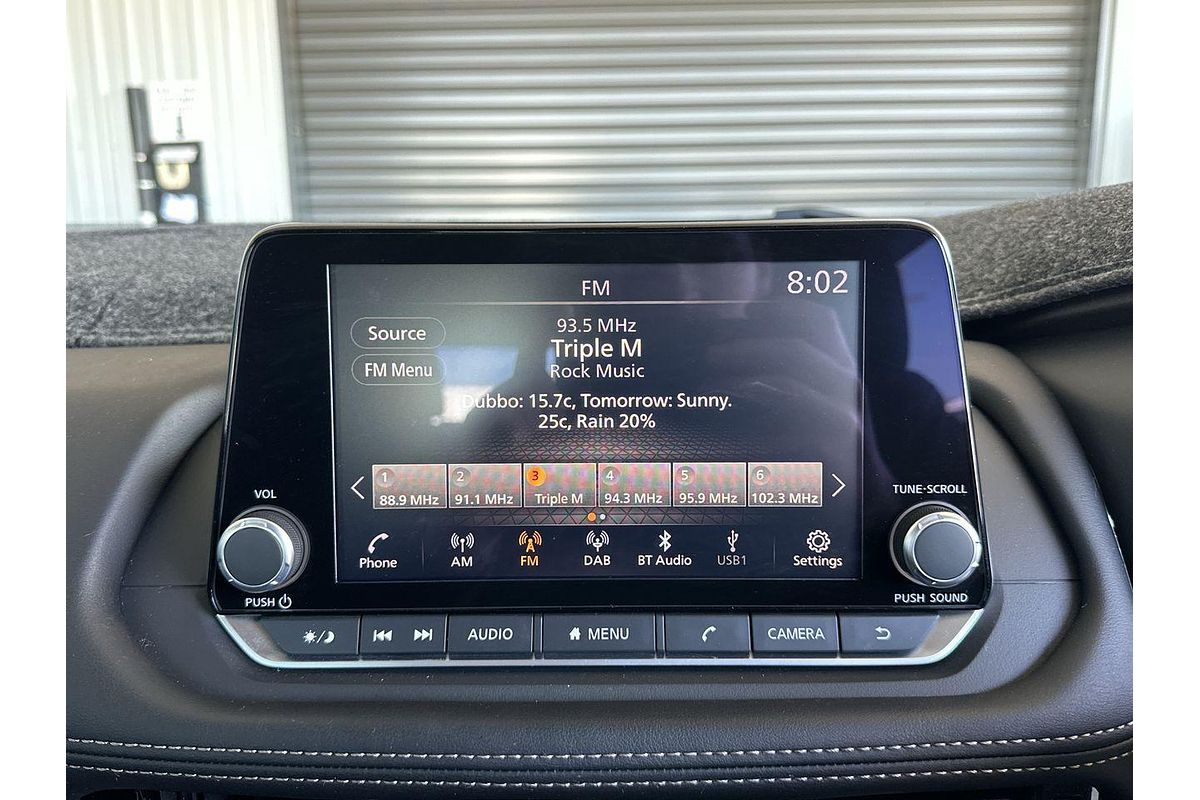 FM
8:02
Source
FM Menu
93.5 MHz
Triple M
Rock Music
Dubbo: 15.7c, Tomorrow: Sunny.
25c, Rain 20%
1 2 3 4 5 6
88.9 MHz 91.1 MHz Triple M 94.3 MHz 95.9 MHz 102.3 MHz
Phone AM FM DAB BT Audio USB1 Settings
VOL
PUSH
TUNE·SCROLL
PUSH SOUND
AUDIO MENU CAMERA